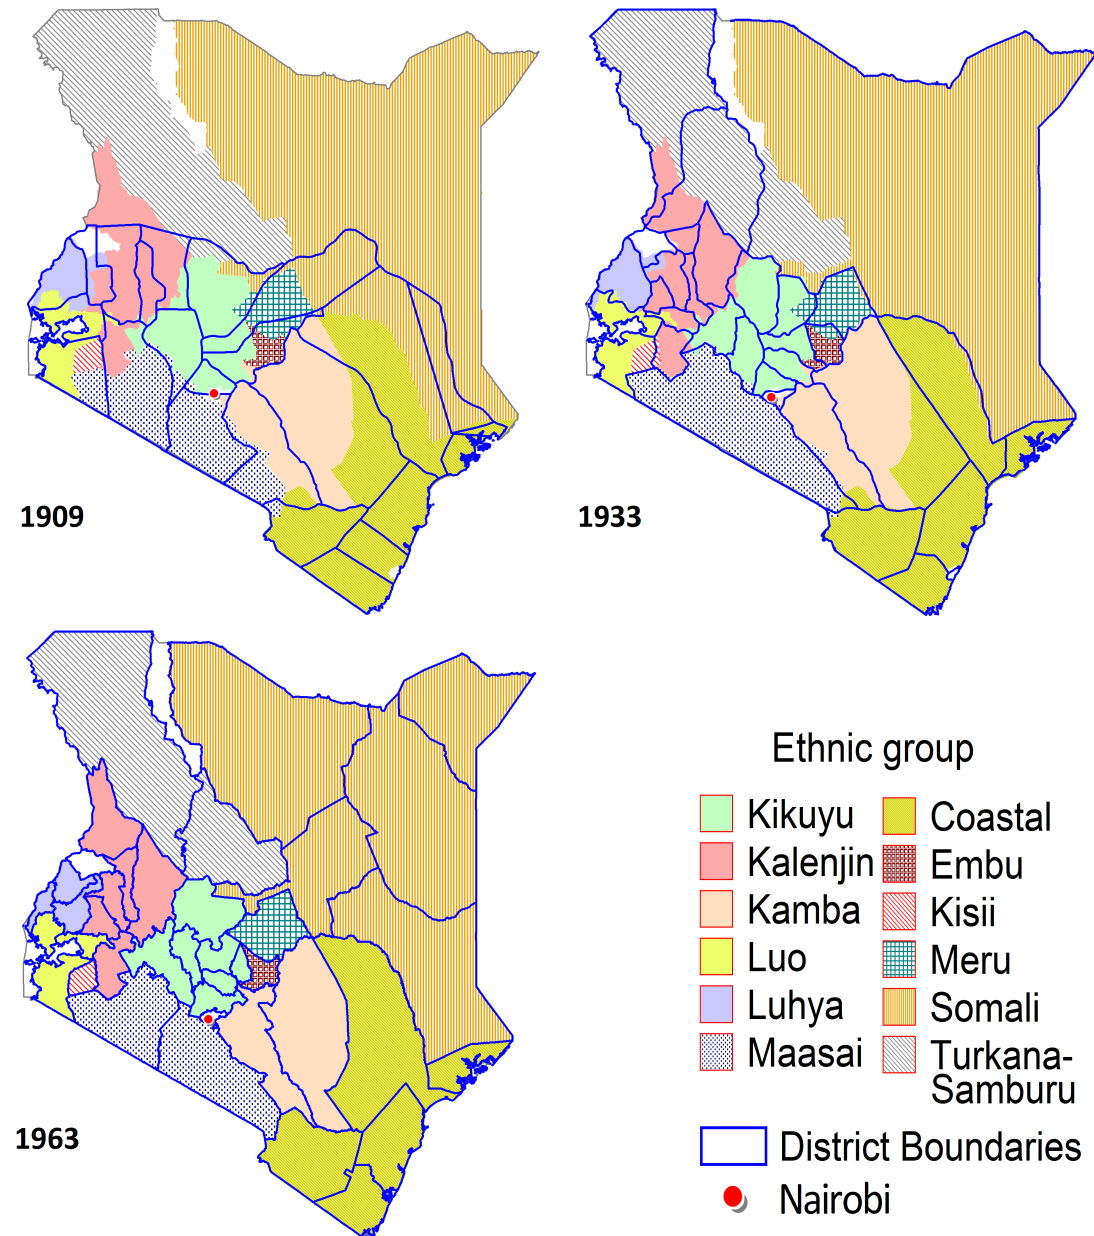 1909
1933
1963
Ethnic group
Kikuyu
Kalenjin
Kamba
Luo
Luhya
Maasai
Coastal
Embu
Kisii
Meru
Somali
Turkana-
Samburu
District Boundaries
Nairobi